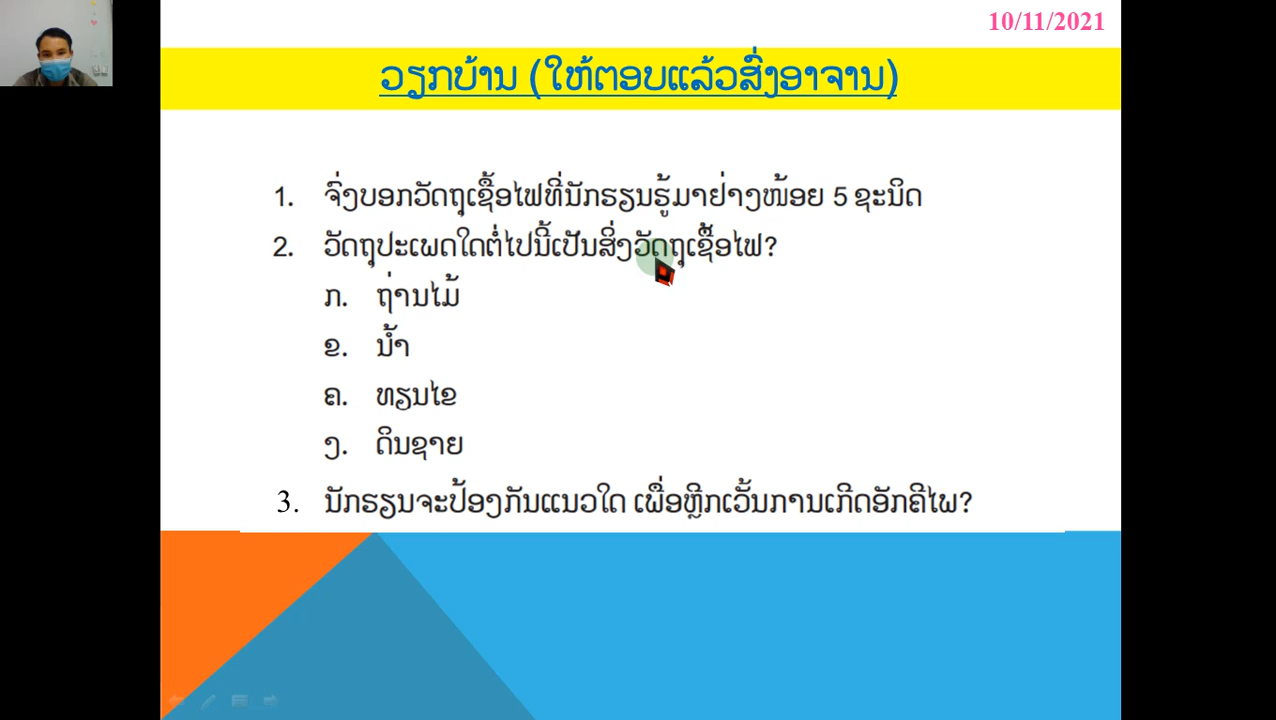 10/11/2021
ວຽກບ້ານ (ໃຫ້ຕອບແລ້ວສົ່ງອາຈານ)
1. ຈົ່ງບອກວັດຖຸເຊື້ອໄຟທີ່ນັກຮຽນຮູ້ມາຢ່າງໜ້ອຍ 5 ຊະນິດ
2. ວັດຖຸປະເພດໃດຕໍ່ໄປນີ້ເປັນສິ່ງວັດຖຸເຊື້ອໄຟ?
ກ. ຖ່ານໄມ້
ຂ. ນ້ຳ
ຄ. ທຽນໄຂ
ງ. ດິນຊາຍ
3. ນັກຮຽນຈະປ້ອງກັນແນວໃດ ເພື່ອຫຼີກເວັ້ນການເກີດອັກຄີໄພ?